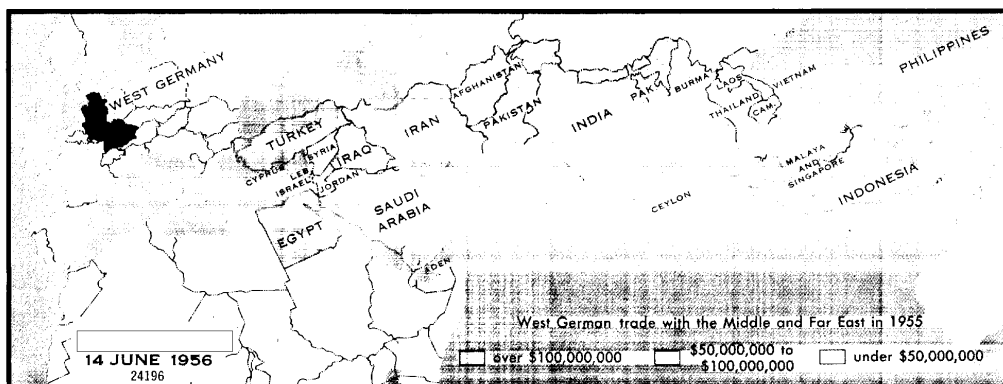 WEST GERMANY
TURKEY
CYPRUS
SYRIA
LEB.
ISRAEL
JORDAN
IRAQ
IRAN
AFGHANISTAN
PAKISTAN
INDIA
PAK.
BURMA
LAOS
THAILAND
VIETNAM
CAM.
PHILIPPINES
MALAYA
AND
SINGAPORE
INDONESIA
CEYLON
SAUDI
ARABIA
EGYPT
ADEN
West German trade with the Middle and Far East in 1955
over $100,000,000
$50,000,000 to
$100,000,000
under $50,000,000
14 JUNE 1956
24196